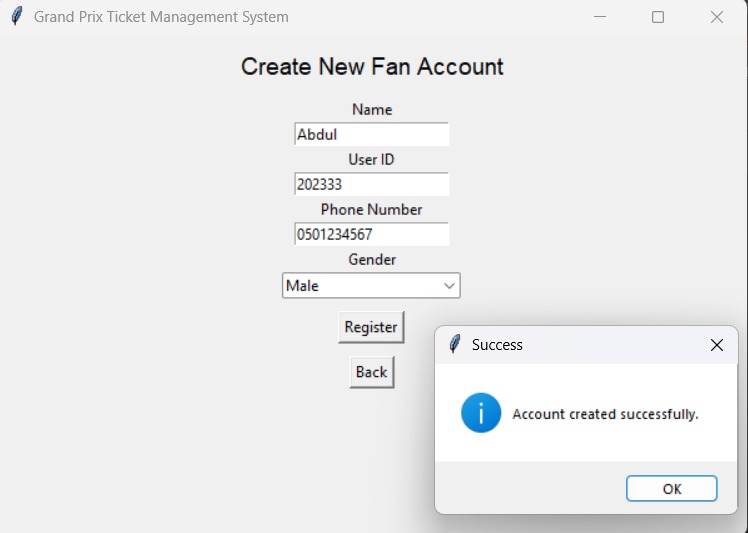 Grand Prix Ticket Management System
Create New Fan Account
Name
Abdul
User ID
202333
Phone Number
0501234567
Gender
Male
Register
Back
Success
Account created successfully.
OK